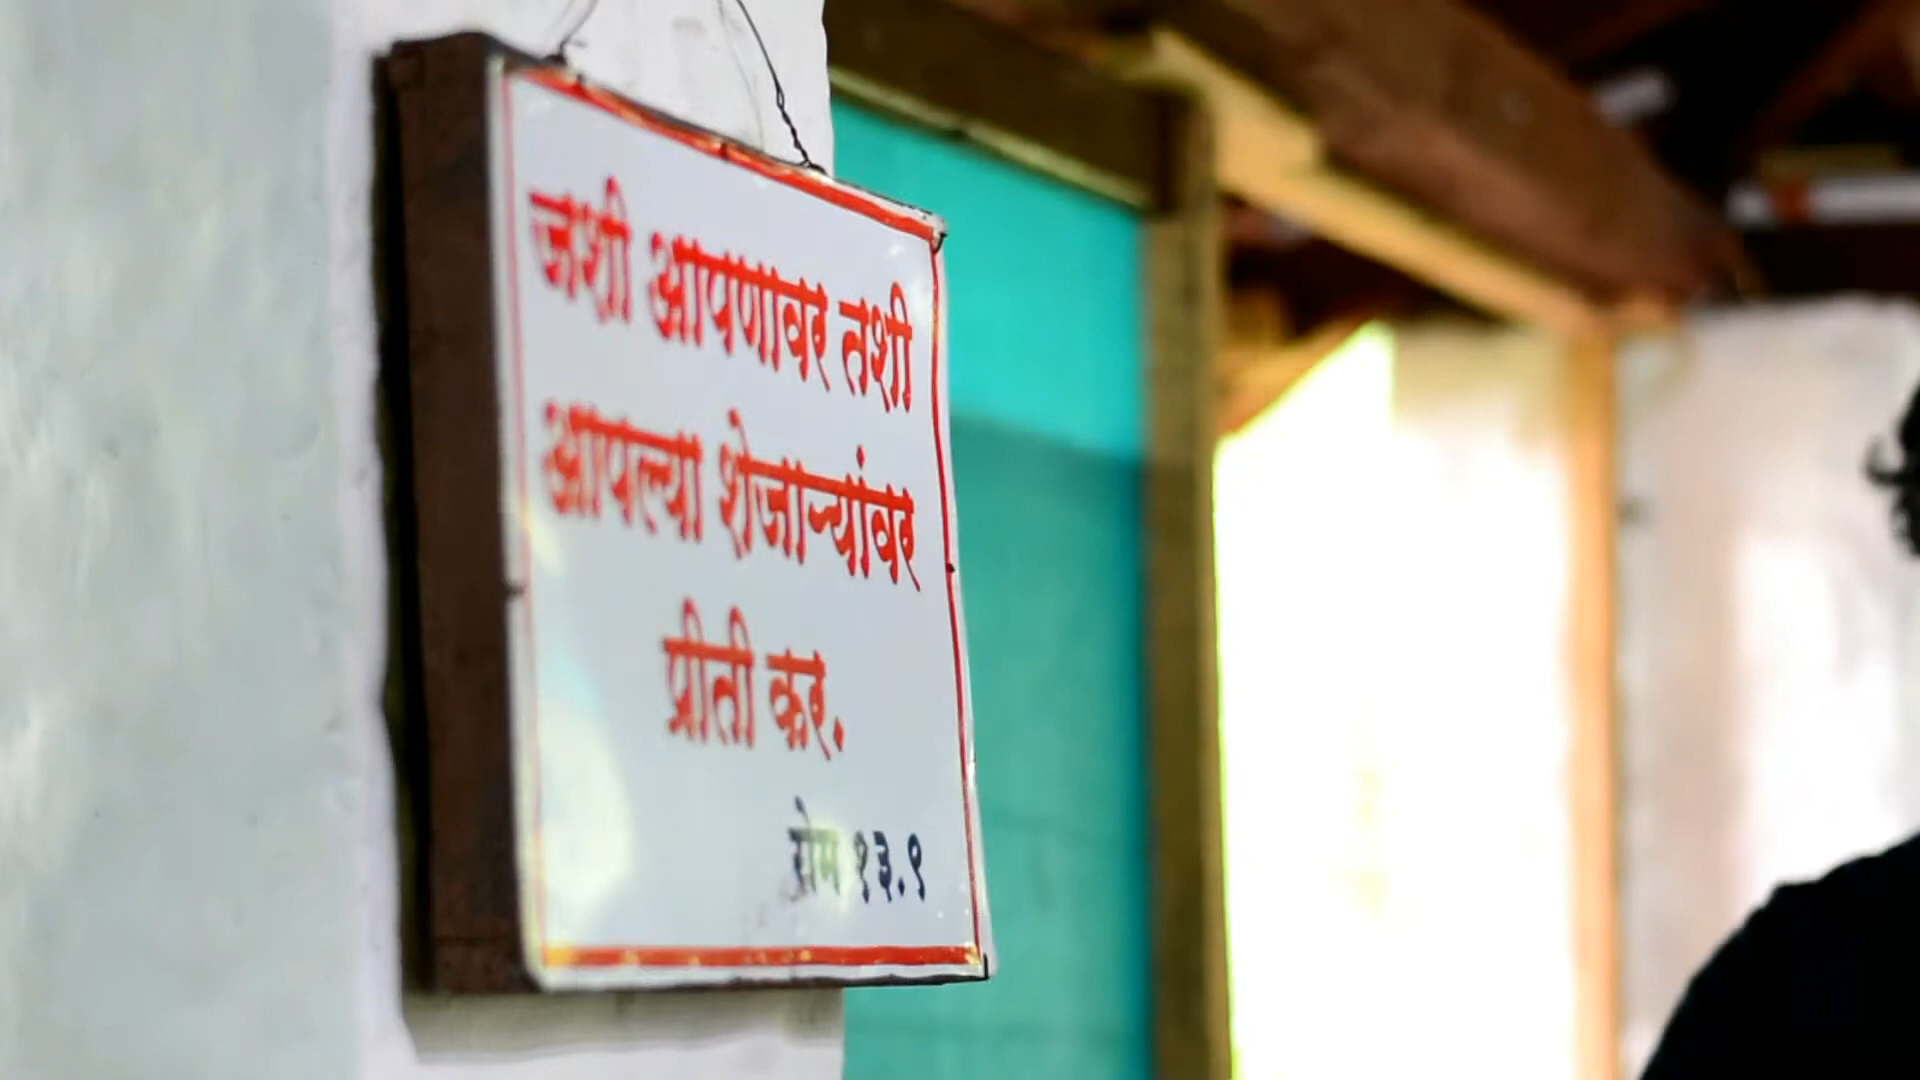 जशी आपणावर तशी
आपल्या शेजाऱ्यांवर
प्रीती कर.
रोम १३.९